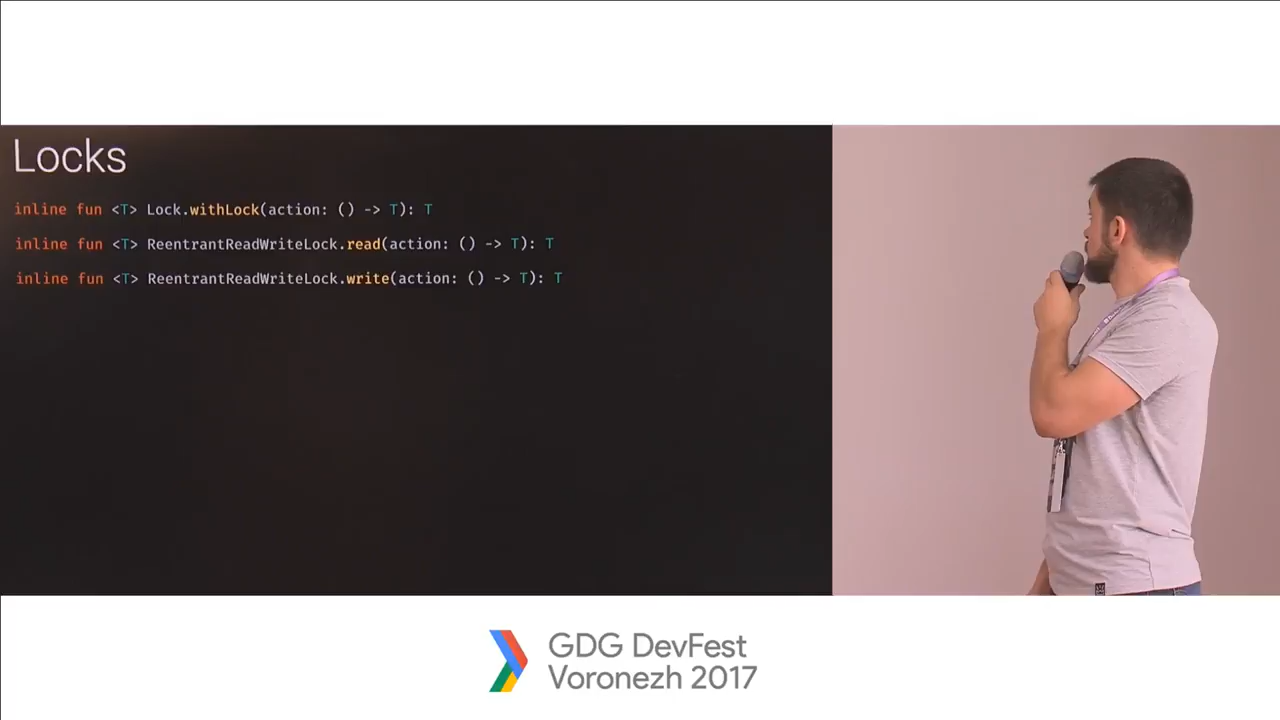 Locks
inline fun <T> Lock.withLock(action: () -> T): T
inline fun <T> ReentrantReadWriteLock.read(action: () -> T): T
inline fun <T> ReentrantReadWriteLock.write(action: () -> T): T
GDG DevFest
Voronezh 2017